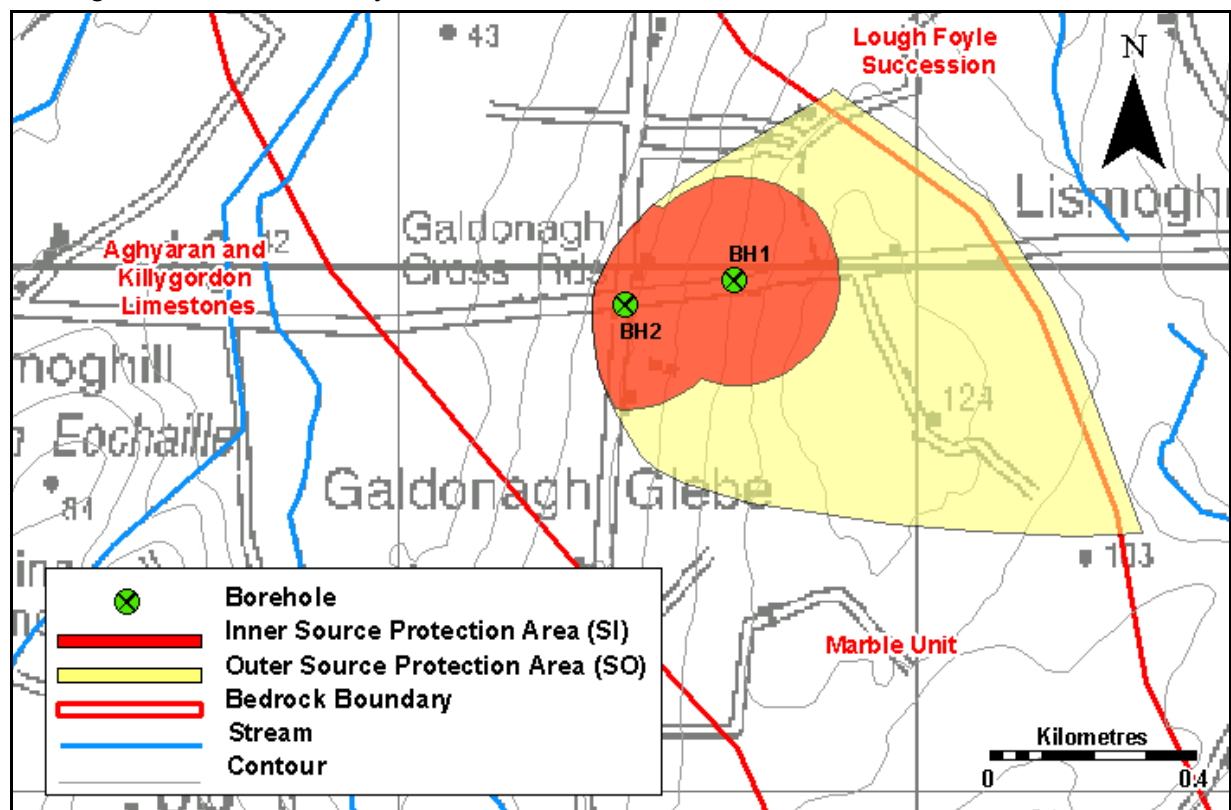 43
Lough Foyle
Succession
N
Lismogh
Galdonagh
Cross Rds
BH1
BH2
Aghyaran and
Killygordon
Limestones
42
moghill
Eochaille
81
124
Galdonagh Glebe
103
Marble Unit
Borehole
Inner Source Protection Area (SI)
Outer Source Protection Area (SO)
Bedrock Boundary
Stream
Contour
Kilometres
0 0.4